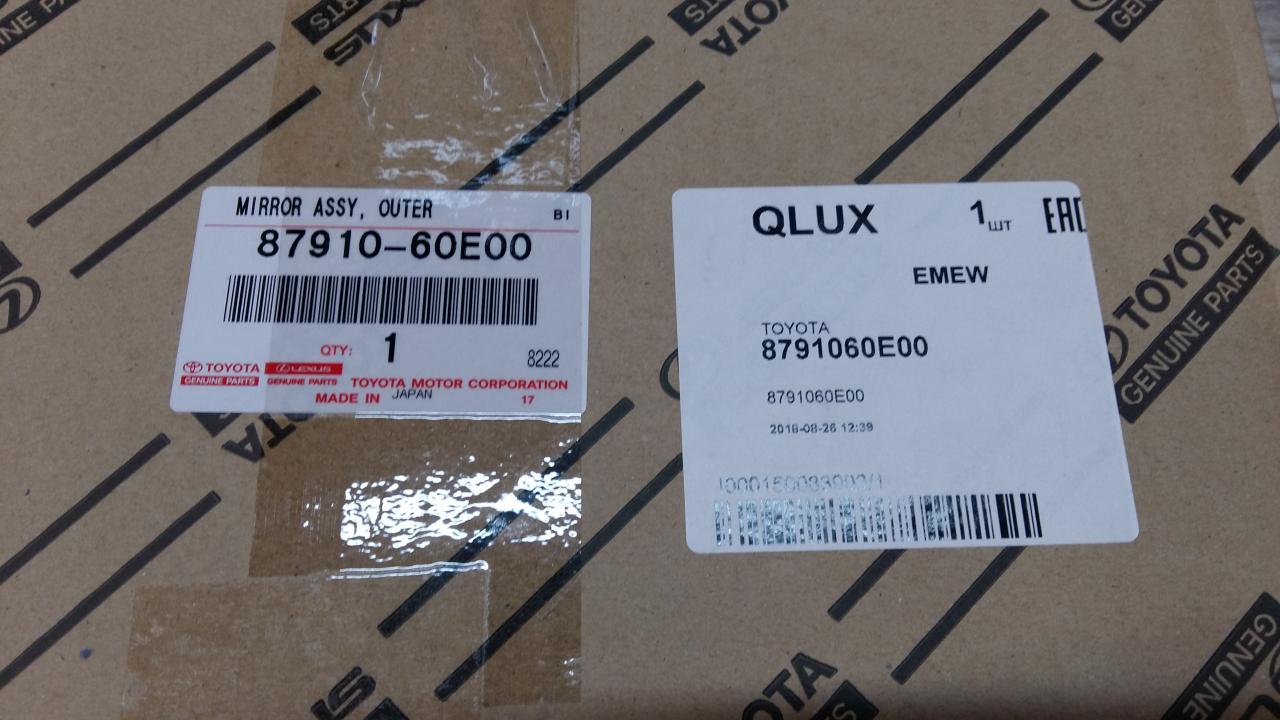 MIRROR ASSY, OUTER
BI
87910-60E00
QTY: 1
8222
TOYOTA
GENUINE PARTS
LEXUS
GENUINE PARTS
TOYOTA MOTOR CORPORATION
MADE IN JAPAN
17
QLUX
1шт
EAC
EMEW
TOYOTA
8791060E00
8791060E00
2018-08-26 12:39
TOYOTA
GENUINE PARTS